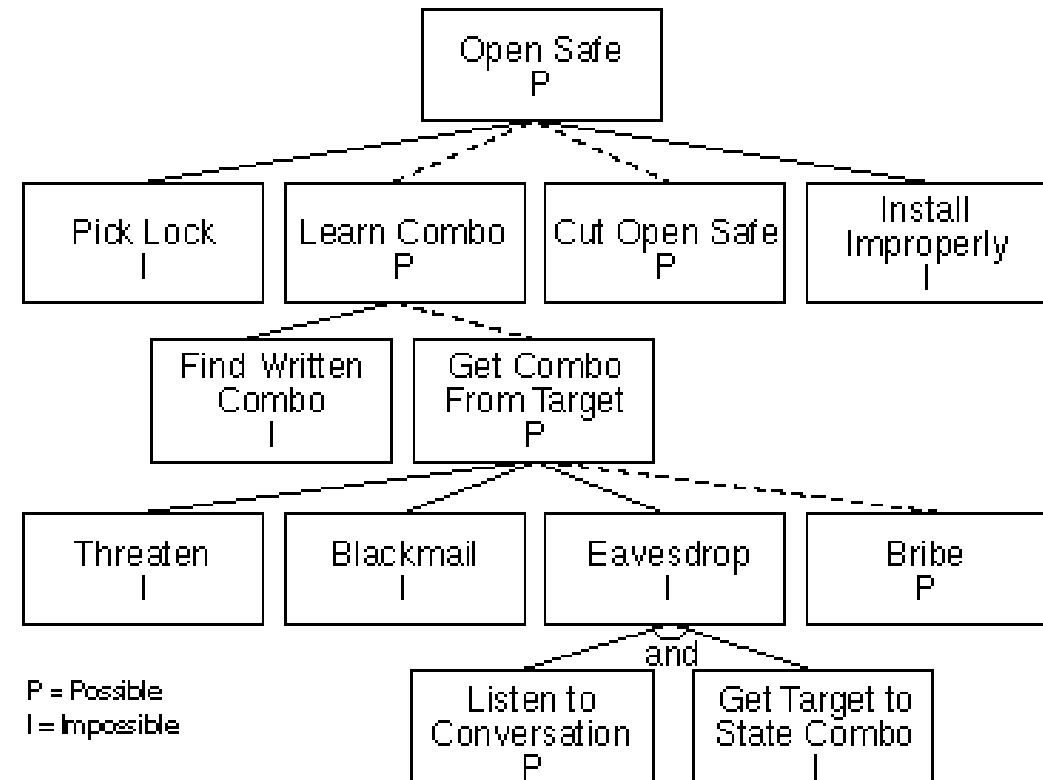 Open Safe
P
Pick Lock
I
Learn Combo
P
Cut Open Safe
P
Install
Improperly
I
Find Written
Combo
I
Get Combo
From Target
P
Threaten
I
Blackmail
I
Eavesdrop
I
Bribe
P
and
P = Possible
I = Impossible
Listen to
Conversation
P
Get Target to
State Combo
I